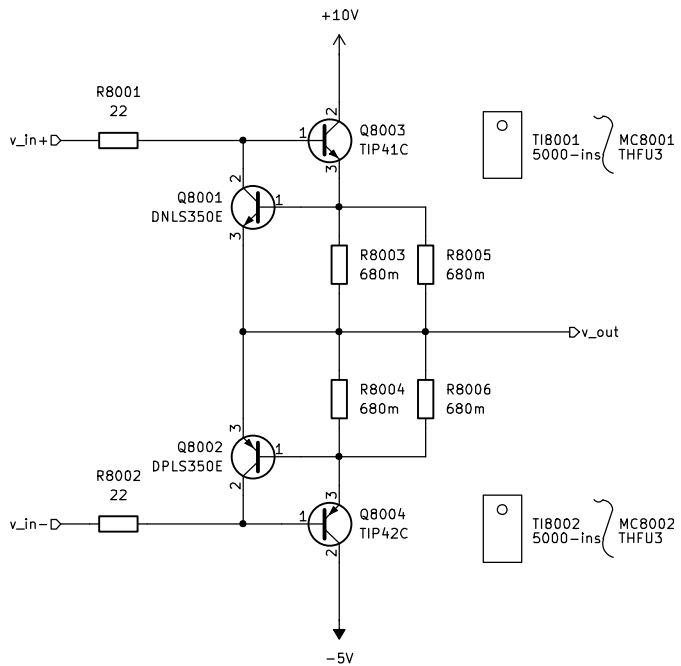 +10V
R8001
22
v_in+
1
2
3
Q8003
TIP41C
TI8001
5000-ins
MC8001
THFU3
2
Q8001
DNLS350E
1
3
R8003
680m
R8005
680m
v_out
R8004
680m
R8006
680m
3
Q8002
DPLS350E
1
2
R8002
22
v_in-
1
3
2
Q8004
TIP42C
TI8002
5000-ins
MC8002
THFU3
-5V